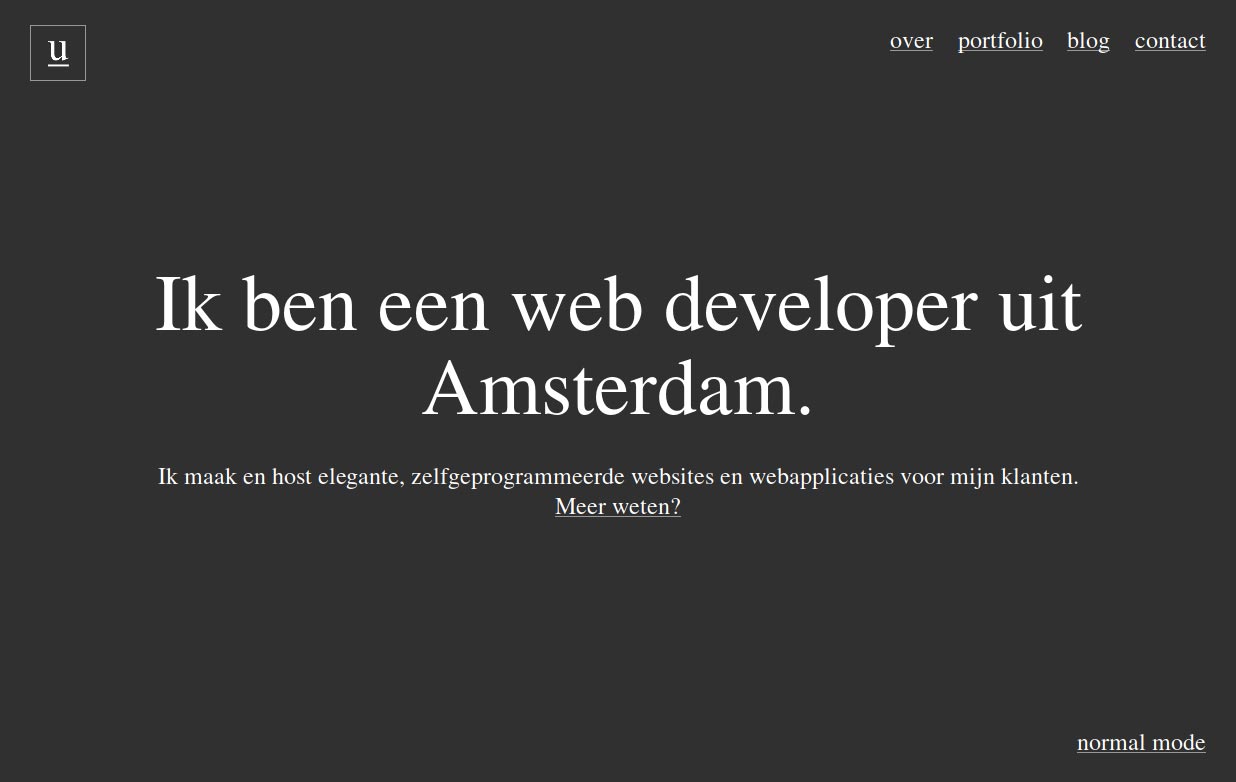 u
over portfolio blog contact
Ik ben een web developer uit
Amsterdam.
Ik maak en host elegante, zelfgeprogrammeerde websites en webapplicaties voor mijn klanten.
Meer weten?
normal mode